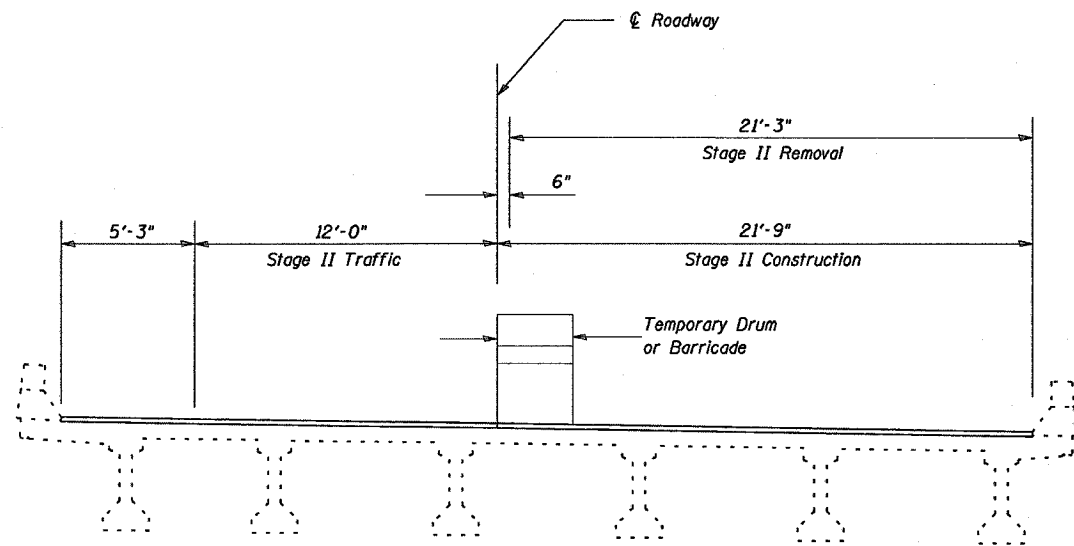 ℄ Roadway
21'-3"
Stage II Removal
6"
5'-3"
12'-0"
21'-9"
Stage II Traffic
Stage II Construction
Temporary Drum
or Barricade